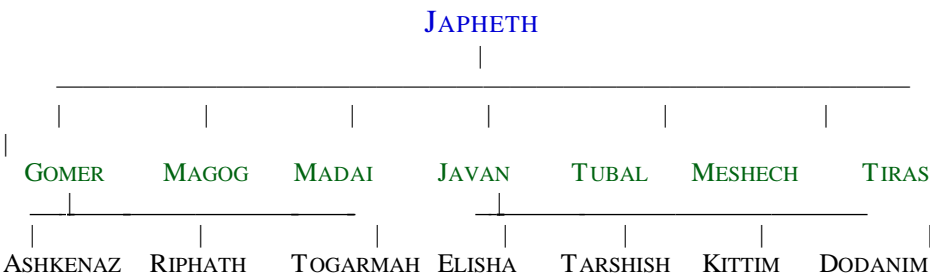 JAPHETH
GOMER MAGOG MADAI JAVAN TUBAL MESHECH TIRAS
ASHKENAZ RIPHATH TOGARMAH ELISHA TARSHISH KITTIM DODANIM